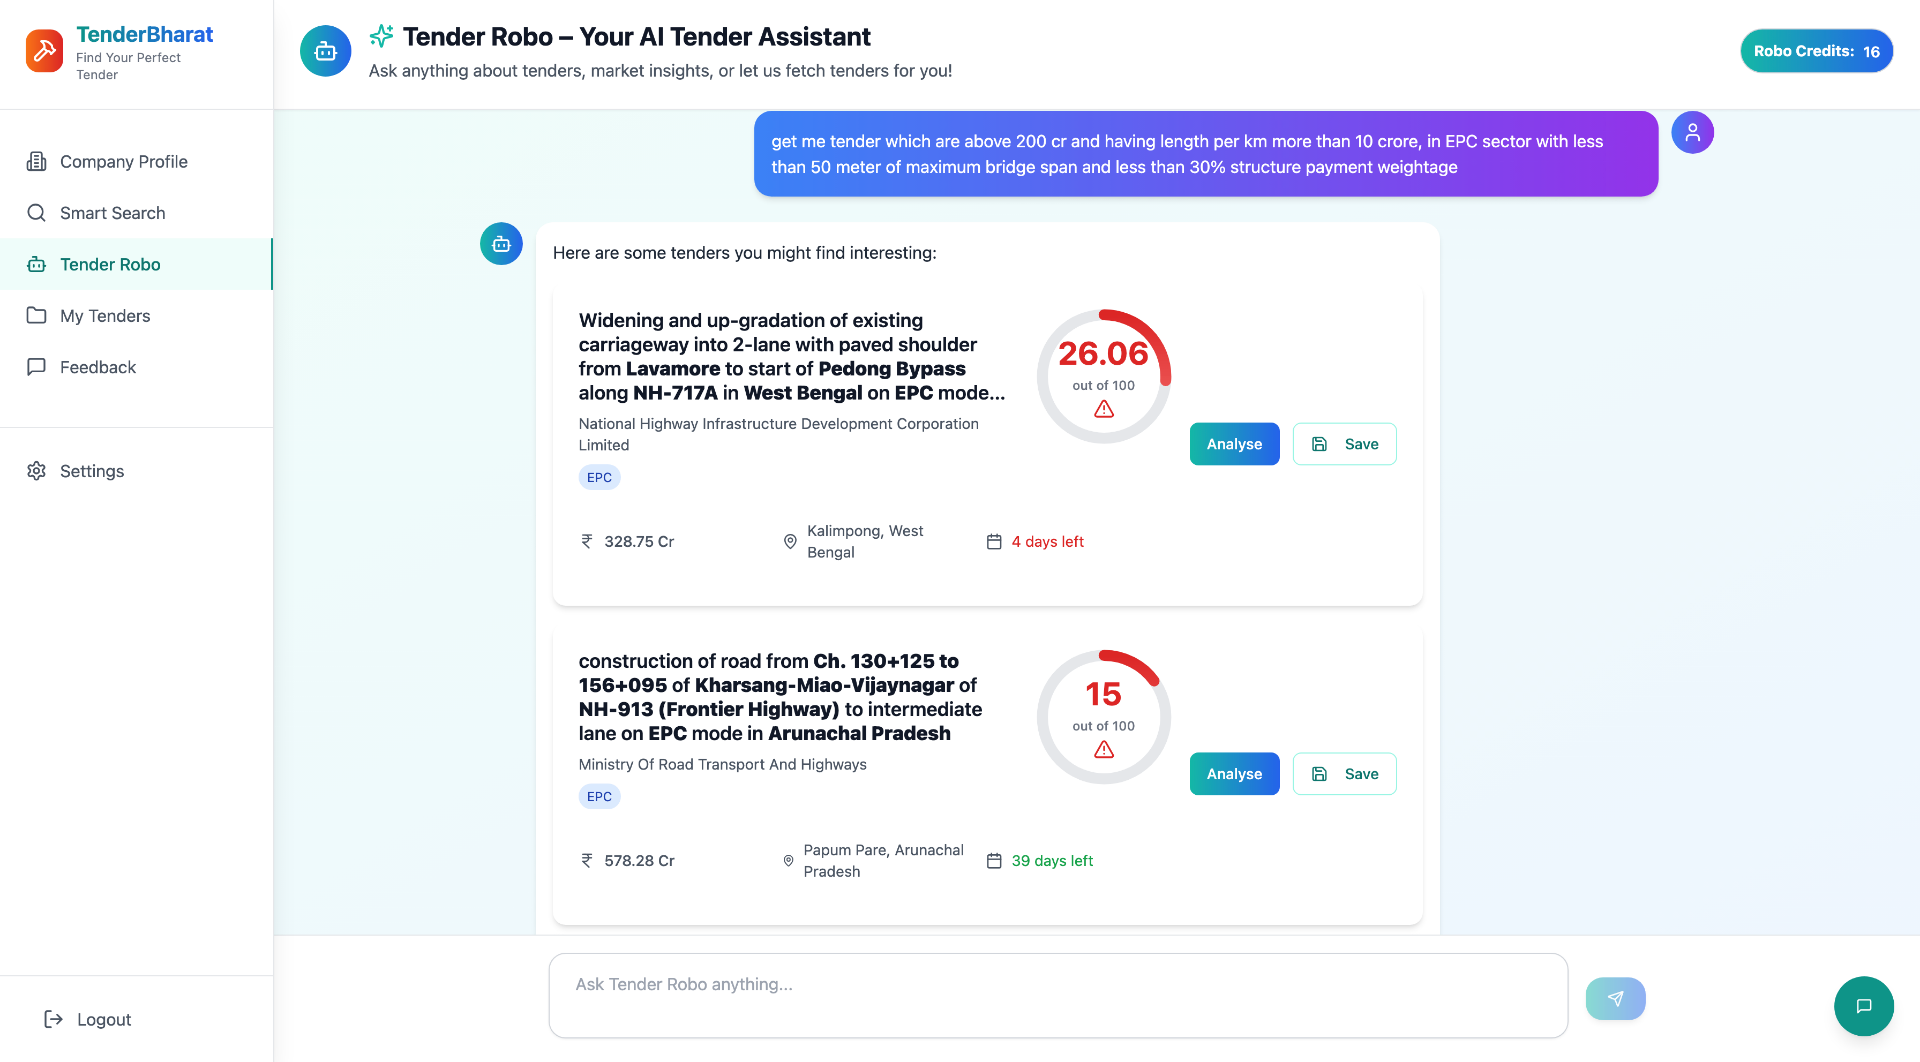 TenderBharat
Find Your Perfect
Tender
Company Profile
Smart Search
Tender Robo
My Tenders
Feedback
Settings
Logout
Tender Robo – Your AI Tender Assistant
Ask anything about tenders, market insights, or let us fetch tenders for you!
Robo Credits: 16
get me tender which are above 200 cr and having length per km more than 10 crore, in EPC sector with less
than 50 meter of maximum bridge span and less than 30% structure payment weightage
Here are some tenders you might find interesting:
Widening and up-gradation of existing
carriageway into 2-lane with paved shoulder
from Lavamore to start of Pedong Bypass
along NH-717A in West Bengal on EPC mode...
National Highway Infrastructure Development Corporation
Limited
EPC
26.06
out of 100
Analyse
Save
₹ 328.75 Cr
Kalimpong, West
Bengal
4 days left
construction of road from Ch. 130+125 to
156+095 of Kharsang-Miao-Vijaynagar of
NH-913 (Frontier Highway) to intermediate
lane on EPC mode in Arunachal Pradesh
Ministry Of Road Transport And Highways
EPC
15
out of 100
Analyse
Save
₹ 578.28 Cr
Papum Pare, Arunachal
Pradesh
39 days left
Ask Tender Robo anything...